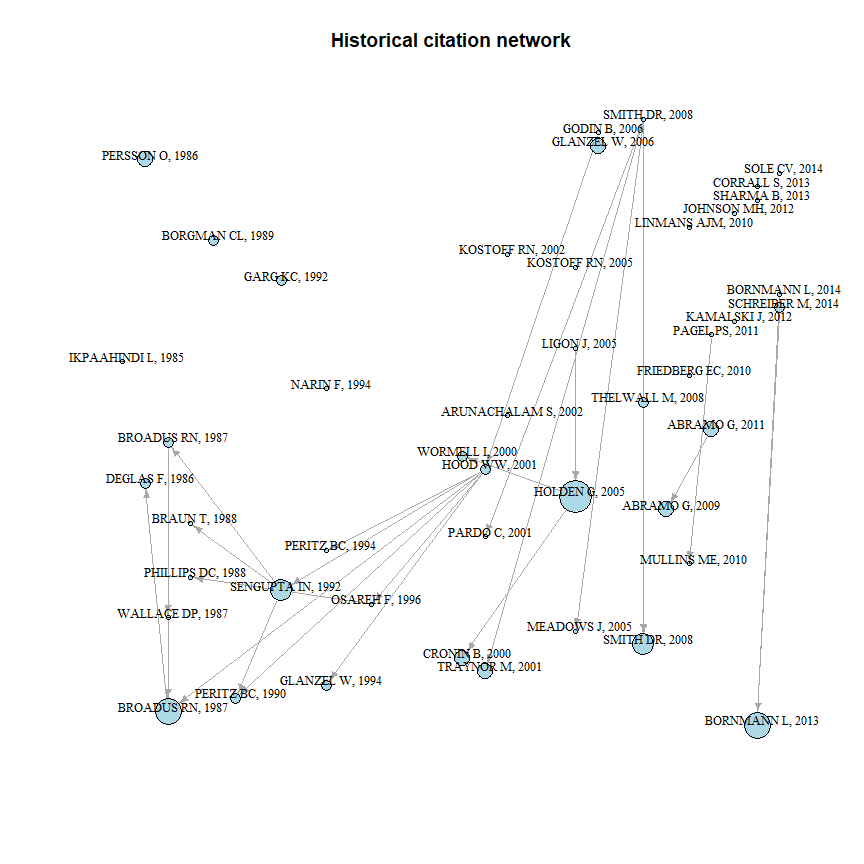 Historical citation network
SMITH DR, 2008
GODIN B, 2006
GLANZEL W, 2006
PERSSON O, 1986
SOLE CV, 2014
CORRALL S, 2013
SHARMA B, 2013
JOHNSON MH, 2012
LINMANS AJM, 2010
BORGMAN CL, 1989
KOSTOFF RN, 2002
KOSTOFF RN, 2005
GARG KC, 1992
BORNMANN L, 2014
SCHREIBER M, 2014
KAMALSKI J, 2012
PAGEL PS, 2011
LIGON J, 2005
IKPAAHINDI L, 1985
FRIEDBERG EC, 2010
NARIN F, 1994
THELWALL M, 2008
ARUNACHALAM S, 2002
ABRAMO G, 2011
BROADUS RN, 1987
WORMELL I, 2000
HOOD WW, 2001
DEGLAS F, 1986
HOLDEN G, 2005
ABRAMO G, 2009
BRAUN T, 1988
PARDO C, 2001
PERITZ BC, 1994
MULLINS ME, 2010
PHILLIPS DC, 1988
SENGUPTA IN, 1992
OSAREH F, 1996
WALLACE DP, 1987
MEADOWS J, 2005
SMITH DR, 2008
CRONIN B, 2000
TRAYNOR M, 2001
GLANZEL W, 1994
PERITZ BC, 1990
BROADUS RN, 1987
BORNMANN L, 2013